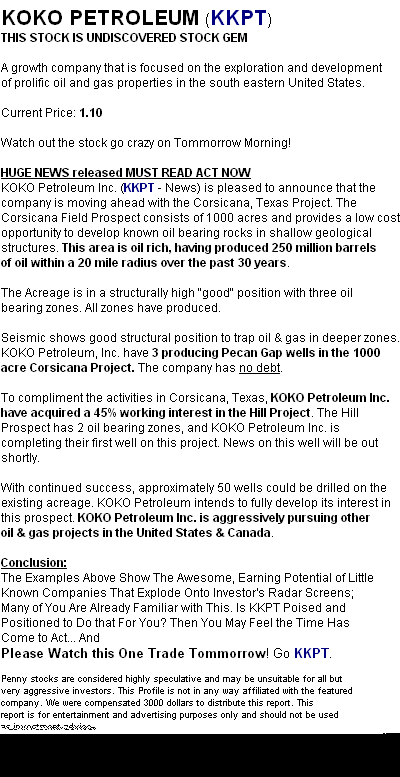 KOKO PETROLEUM (KKPT)
THIS STOCK IS UNDISCOVERED STOCK GEM
A growth company that is focused on the exploration and development
of prolific oil and gas properties in the south eastern United States.
Current Price: 1.10
Watch out the stock go crazy on Tommorrow Morning!
HUGE NEWS released MUST READ ACT NOW
KOKO Petroleum Inc. (KKPT - News) is pleased to announce that the
company is moving ahead with the Corsicana, Texas Project. The
Corsicana Field Prospect consists of 1000 acres and provides a low cost
opportunity to develop known oil bearing rocks in shallow geological
structures. This area is oil rich, having produced 250 million barrels
of oil within a 20 mile radius over the past 30 years.
The Acreage is in a structurally high "good" position with three oil
bearing zones. All zones have produced.
Seismic shows good structural position to trap oil & gas in deeper zones.
KOKO Petroleum, Inc. have 3 producing Pecan Gap wells in the 1000
acre Corsicana Project. The company has no debt.
To compliment the activities in Corsicana, Texas, KOKO Petroleum Inc.
have acquired a 45% working interest in the Hill Project. The Hill
Prospect has 2 oil bearing zones, and KOKO Petroleum Inc. is
completing their first well on this project. News on this well will be out
shortly.
With continued success, approximately 50 wells could be drilled on the
existing acreage. KOKO Petroleum intends to fully develop its interest in
this prospect. KOKO Petroleum Inc. is aggressively pursuing other
oil & gas projects in the United States & Canada.
Conclusion:
The Examples Above Show The Awesome, Earning Potential of Little
Known Companies That Explode Onto Investor's Radar Screens;
Many of You Are Already Familiar with This. Is KKPT Poised and
Positioned to Do that For You? Then You May Feel the Time Has
Come to Act... And
Please Watch this One Trade Tommorrow! Go KKPT.
Penny stocks are considered highly speculative and may be unsuitable for all but
very aggressive investors. This Profile is not in any way affiliated with the featured
company. We were compensated 3000 dollars to distribute this report. This
report is for entertainment and advertising purposes only and should not be used